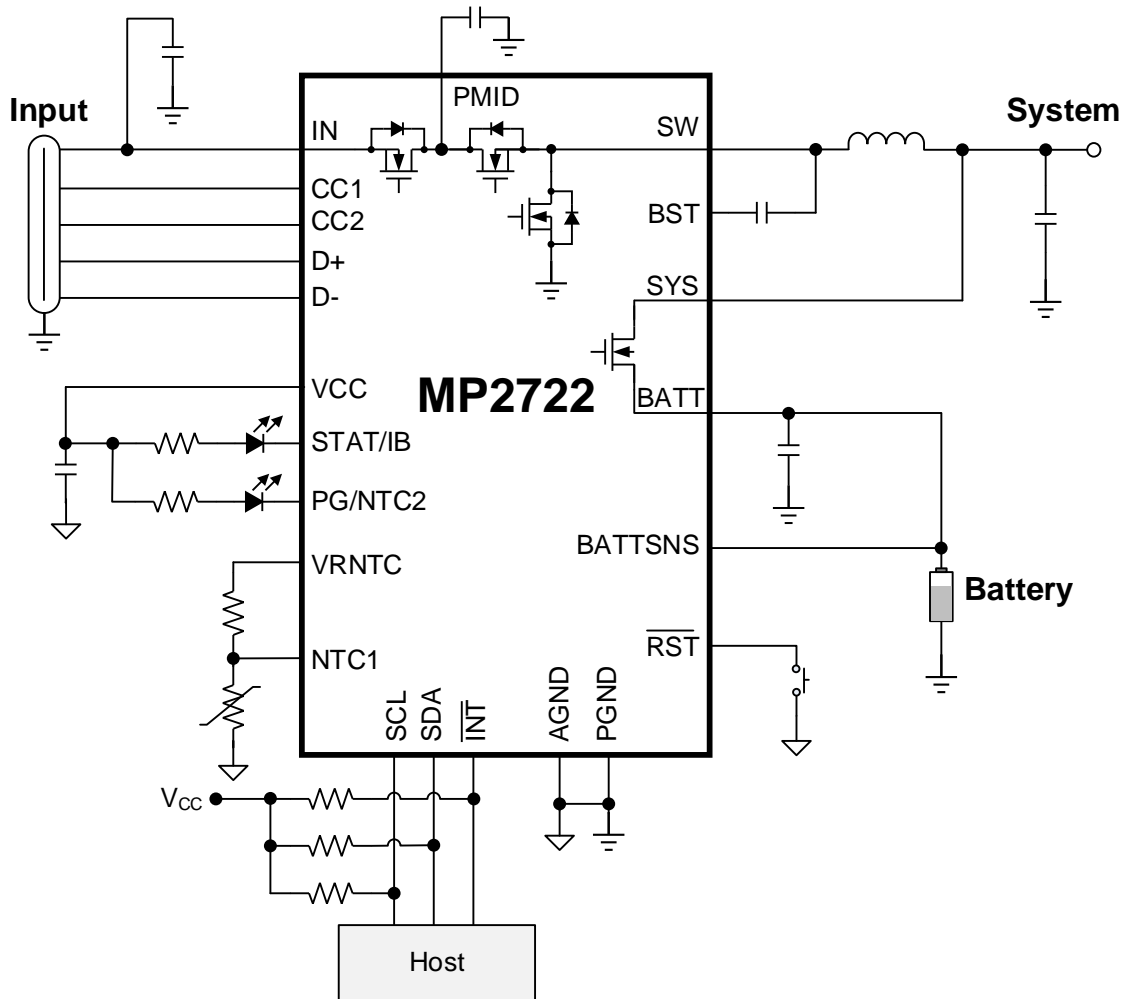 PMID
Input
IN
SW
System
CC1
CC2
BST
D+
D-
SYS
VCC
MP2722
BATT
STAT/IB
PG/NTC2
BATTSNS
VRNTC
Battery
RST
NTC1
SCL
SDA
INT
AGND
PGND
VCC
Host